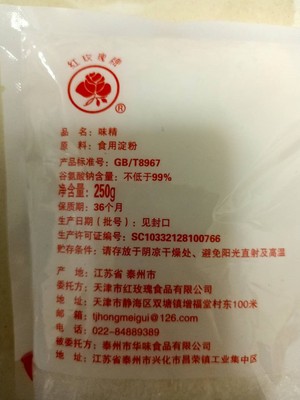 红玫瑰牌
®
品 名：味精
原 料：食用淀粉
产品标准号：GB/T8967
谷氨酸钠含量：不低于99%
净含量：250g
保质期：36个月
生产日期（批号）：见封口
生产许可证编号：SC10332128100766
贮存条件：请存放于阴凉干燥处、避免阳光直射及高温
产 地：江苏省 泰州市
委托方：天津市红玫瑰食品有限公司
地 址：天津市静海区双塘镇增福堂村东100米
邮 箱：tjhongmeigui@126.com
电 话：022-84889389
被委托方：泰州市华味食品有限公司
地 址：江苏省泰州市兴化市昌荣镇工业集中区